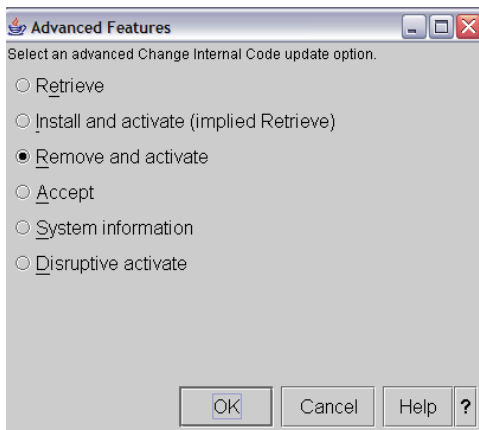 Advanced Features
Select an advanced Change Internal Code update option.
Retrieve
Install and activate (implied Retrieve)
Remove and activate
Accept
System information
Disruptive activate
OK Cancel Help ?